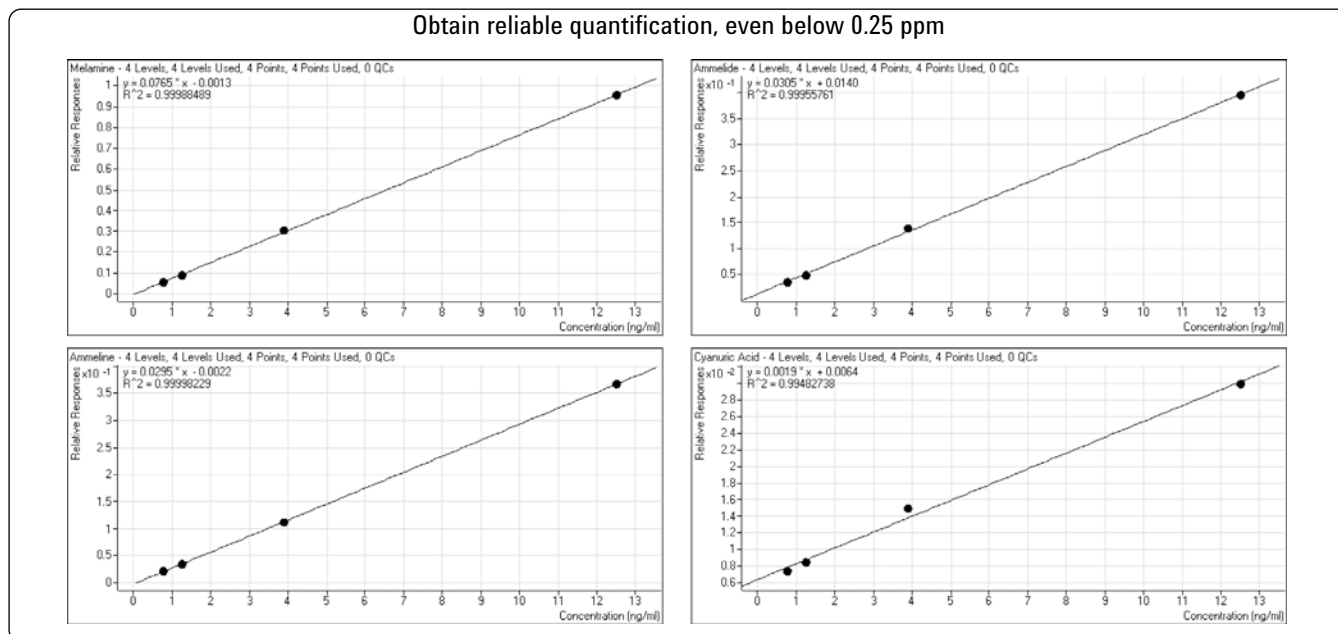 Obtain reliable quantification, even below 0.25 ppm
Melamine - 4 Levels, 4 Levels Used, 4 Points, 4 Points Used, 0 QCs
y = 0.0765 * x - 0.0013
R^2 = 0.99988489
Relative Responses
1
0.9
0.8
0.7
0.6
0.5
0.4
0.3
0.2
0.1
0
0 1 2 3 4 5 6 7 8 9 10 11 12 13
Concentration (ng/ml)
Ammelide - 4 Levels, 4 Levels Used, 4 Points, 4 Points Used, 0 QCs
x10 -1
y = 0.0305 * x + 0.0140
R^2 = 0.99955761
Relative Responses
3.5
3
2.5
2
1.5
1
0.5
0 1 2 3 4 5 6 7 8 9 10 11 12 13
Concentration (ng/ml)
Ammeline - 4 Levels, 4 Levels Used, 4 Points, 4 Points Used, 0 QCs
x10 -1
y = 0.0295 * x - 0.0022
R^2 = 0.99998229
Relative Responses
3.5
3
2.5
2
1.5
1
0.5
0
0 1 2 3 4 5 6 7 8 9 10 11 12 13
Concentration (ng/ml)
Cyanuric Acid - 4 Levels, 4 Levels Used, 4 Points, 4 Points Used, 0 QCs
x10 -2
y = 0.0019 * x + 0.0064
R^2 = 0.99482738
Relative Responses
2.8
2.6
2.4
2.2
2
1.8
1.6
1.4
1.2
1
0.8
0.6
0 1 2 3 4 5 6 7 8 9 10 11 12 13
Concentration (ng/ml)